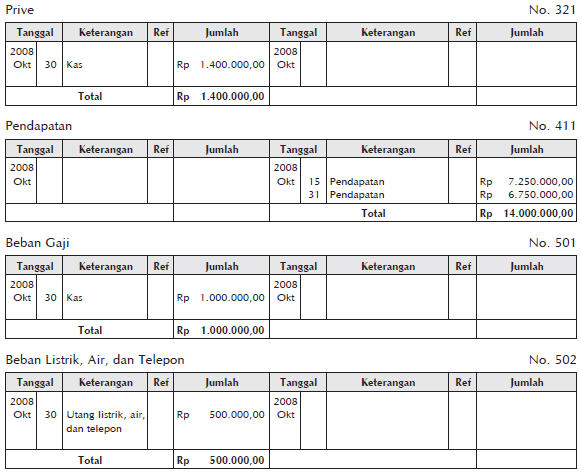 Prive No. 321
Tanggal Keterangan Ref Jumlah Tanggal Keterangan Ref Jumlah
2008 2008
Okt 30 Kas Rp 1.400.000,00 Okt
Total Rp 1.400.000,00
Pendapatan No. 411
Tanggal Keterangan Ref Jumlah Tanggal Keterangan Ref Jumlah
2008 2008
Okt Okt 15 Pendapatan Rp 7.250.000,00
31 Pendapatan Rp 6.750.000,00
Total Rp 14.000.000,00
Beban Gaji No. 501
Tanggal Keterangan Ref Jumlah Tanggal Keterangan Ref Jumlah
2008 2008
Okt 30 Kas Rp 1.000.000,00 Okt
Total Rp 1.000.000,00
Beban Listrik, Air, dan Telepon No. 502
Tanggal Keterangan Ref Jumlah Tanggal Keterangan Ref Jumlah
2008 2008
Okt 30 Utang listrik, air, Rp 500.000,00 Okt
dan telepon
Total Rp 500.000,00